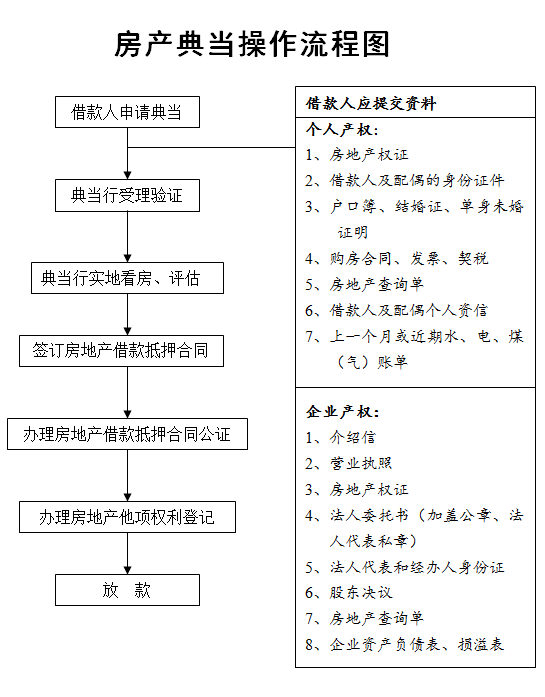 房产典当操作流程图
借款人申请典当
典当行受理验证
典当行实地看房、评估
签订房地产借款抵押合同
办理房地产借款抵押合同公证
办理房地产他项权利登记
放 款
借款人应提交资料
个人产权：
1、房地产权证
2、借款人及配偶的身份证件
3、户口簿、结婚证、单身未婚
证明
4、购房合同、发票、契税
5、房地产查询单
6、借款人及配偶个人资信
7、上一个月或近期水、电、煤
（气）账单
企业产权：
1、介绍信
2、营业执照
3、房地产权证
4、法人委托书（加盖公章、法
人代表私章）
5、法人代表和经办人身份证
6、股东决议
7、房地产查询单
8、企业资产负债表、损溢表